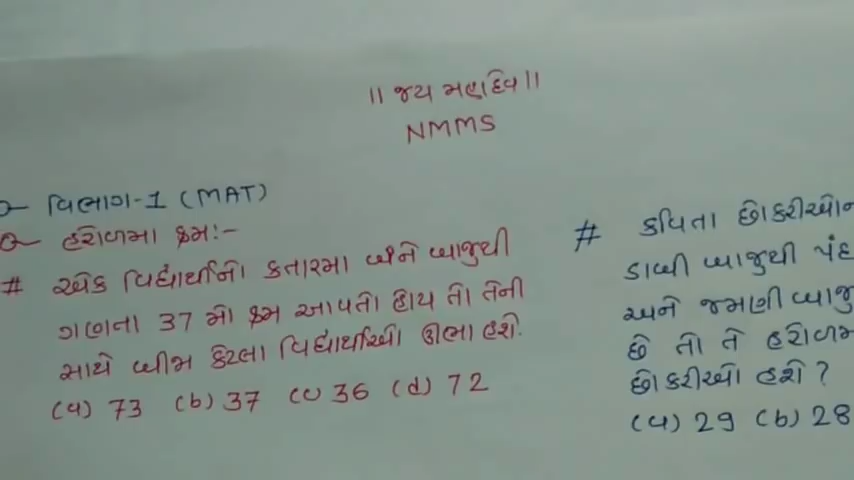 || જય મહાદેવ ||
NMMS
વિભાગ-1 (MAT)
હરોળમા ક્રમ:-
# એક વિદ્યાર્થીનો કતારમા બંને બાજુથી
ગણતા 37 મો ક્રમ આવતો હોય તો તેની
સાથે બીજા કેટલા વિદ્યાર્થીઓ ઊભા હશે.
(a) 73 (b) 37 (c) 36 (d) 72
# કવિતા છોકરીઓન
ડાબી બાજુથી પંદ
અને જમણી બાજુ
છે તો તે હરોળમ
છોકરીઓ હશે?
(a) 29 (b) 28